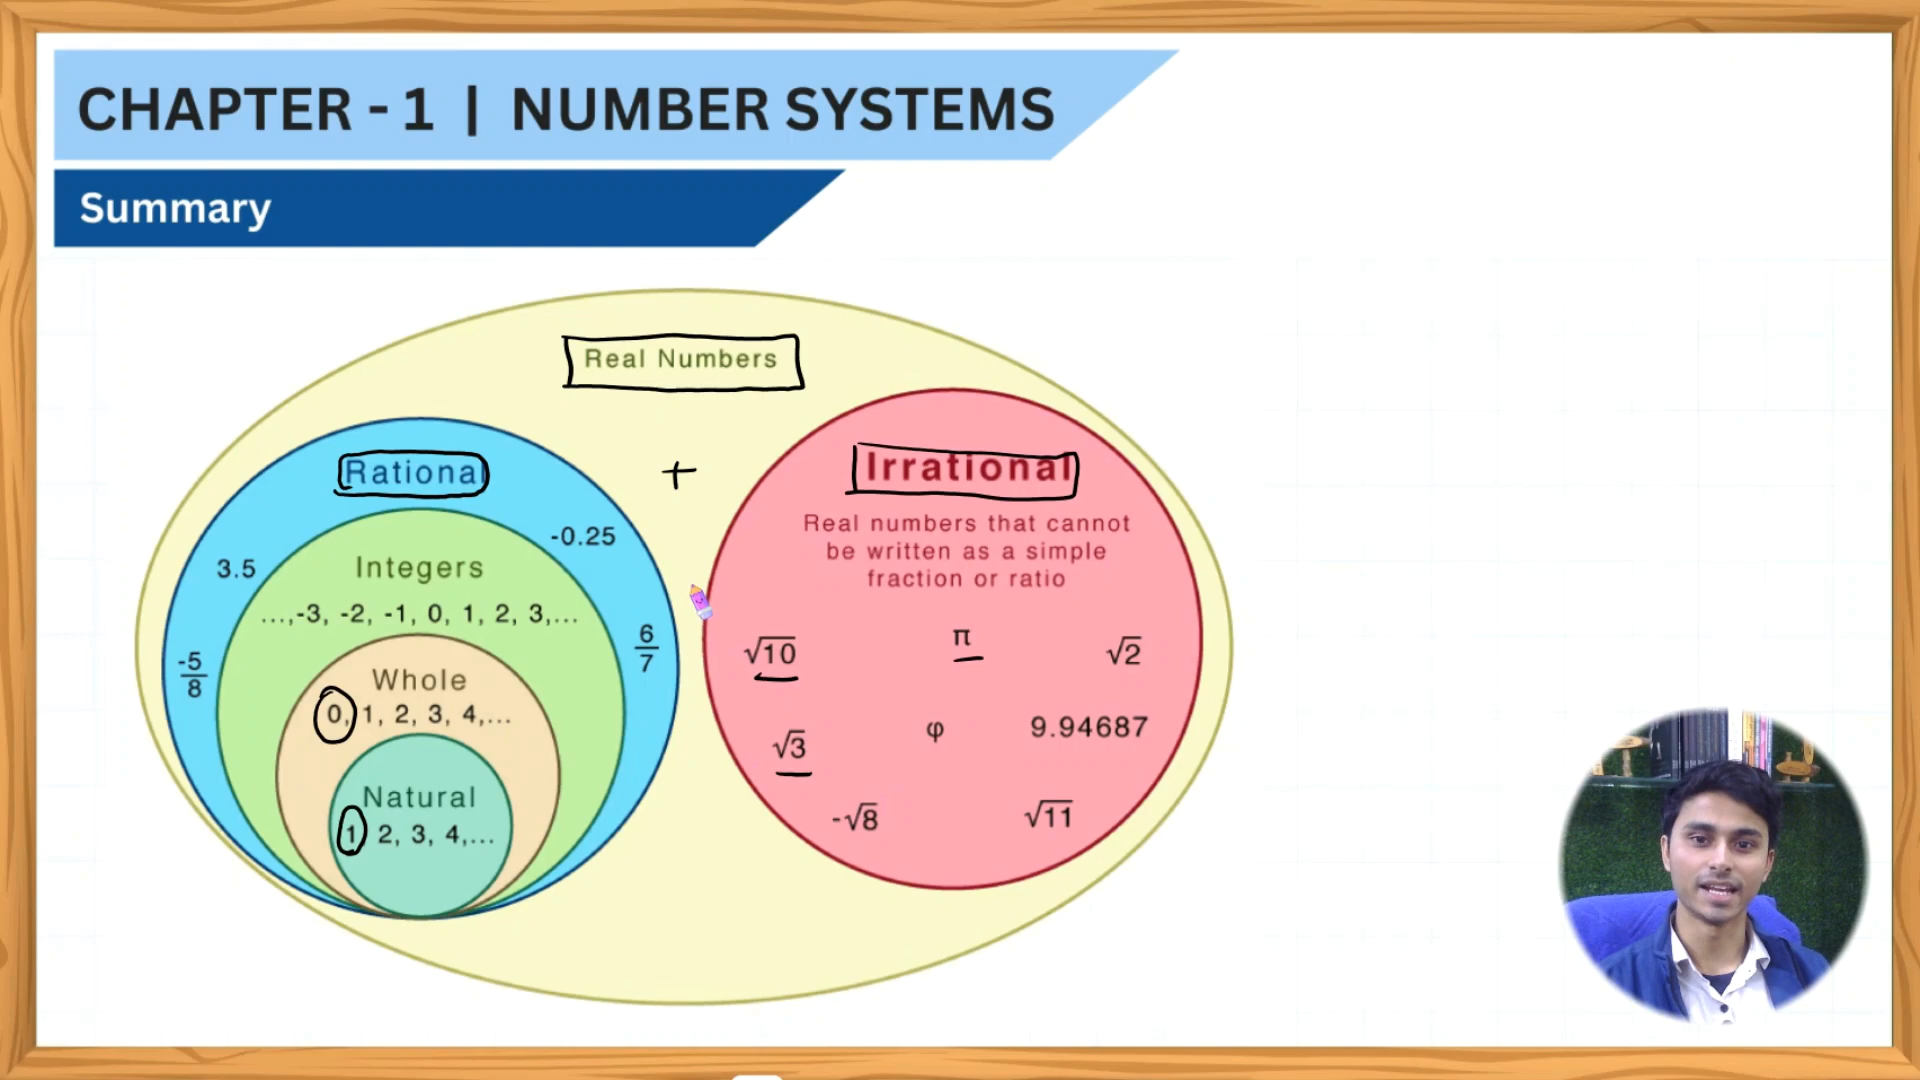 CHAPTER - 1 | NUMBER SYSTEMS
Summary
Real Numbers
Rational
+
Irrational
Real numbers that cannot
be written as a simple
fraction or ratio
-0.25
3.5
Integers
...,-3, -2, -1, 0, 1, 2, 3,...
-5/8
6/7
Whole
0, 1, 2, 3, 4,...
Natural
1 2, 3, 4,...
√10
π
√2
√3
φ
9.94687
-√8
√11